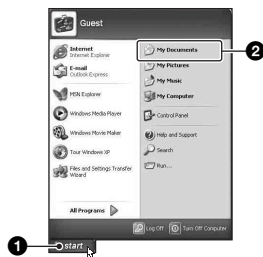 Guest
Internet
Internet Explorer
E-mail
Outlook Express
MSN Explorer
Windows Media Player
Windows Movie Maker
Tour Windows XP
Files and Settings Transfer
Wizard
All Programs
My Documents
2
My Pictures
My Music
My Computer
Control Panel
Help and Support
Search
Run...
Log Off
Turn Off Computer
1
start